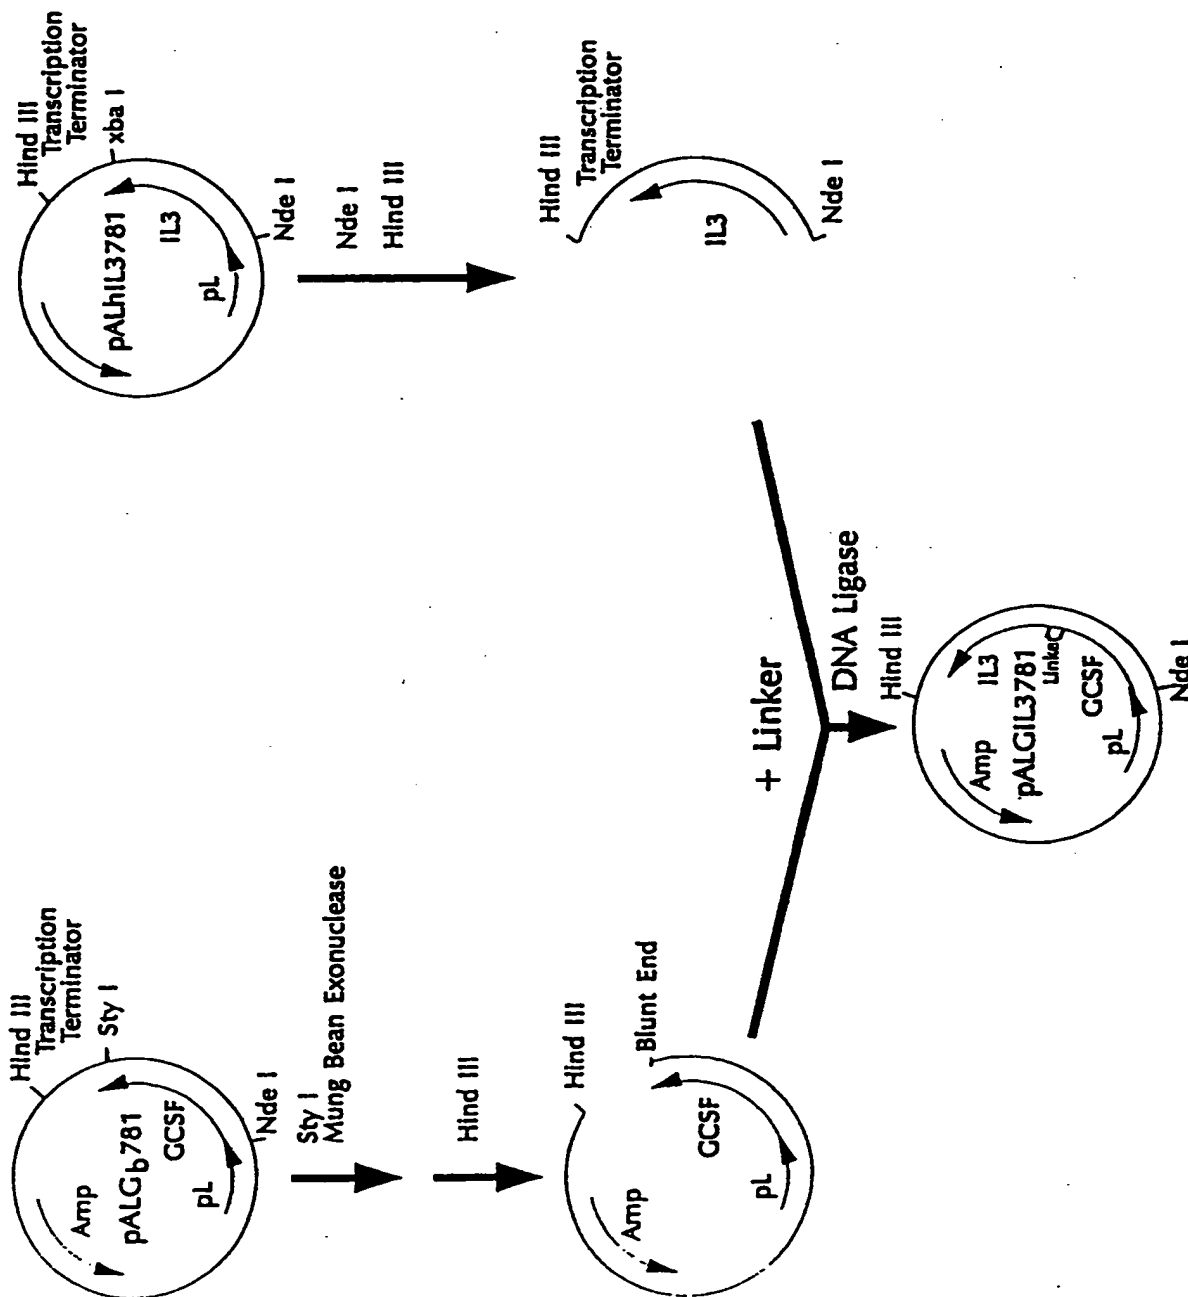 Hind III
Transcription
Terminator
Sty I
Amp
pALGb781
GCSF
pL
Nde I
Sty I
Mung Bean Exonuclease
Hind III
Hind III
Blunt End
Amp
GCSF
pL
Hind III
Transcription
Terminator
xba I
pALhIL3781
IL3
pL
Nde I
Nde I
Hind III
Hind III
Transcription
Terminator
IL3
Nde I
+ Linker
DNA Ligase
Hind III
Amp
IL3
pALGIL3781
Linker
GCSF
pL
Nde I